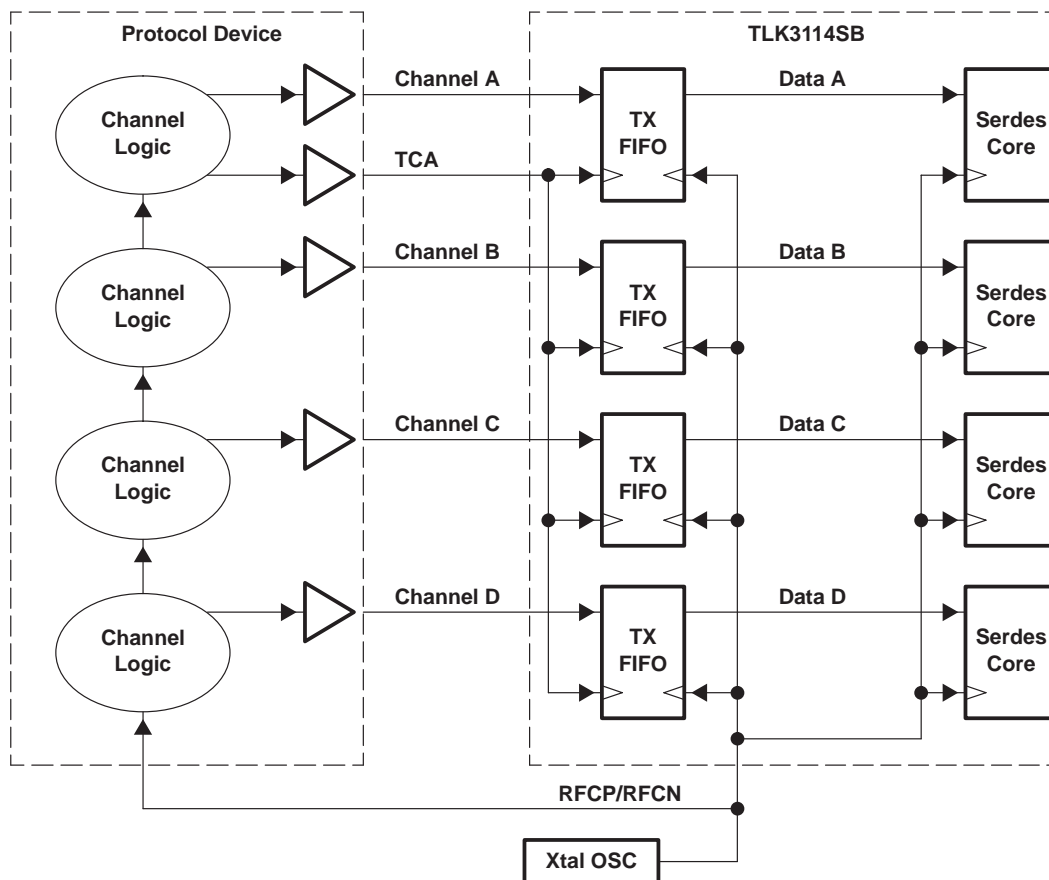 Protocol Device
TLK3114SB
Channel
Logic
Channel A
TX
FIFO
Data A
Serdes
Core
TCA
Channel
Logic
Channel B
TX
FIFO
Data B
Serdes
Core
Channel
Logic
Channel C
TX
FIFO
Data C
Serdes
Core
Channel
Logic
Channel D
TX
FIFO
Data D
Serdes
Core
RFCP/RFCN
Xtal OSC